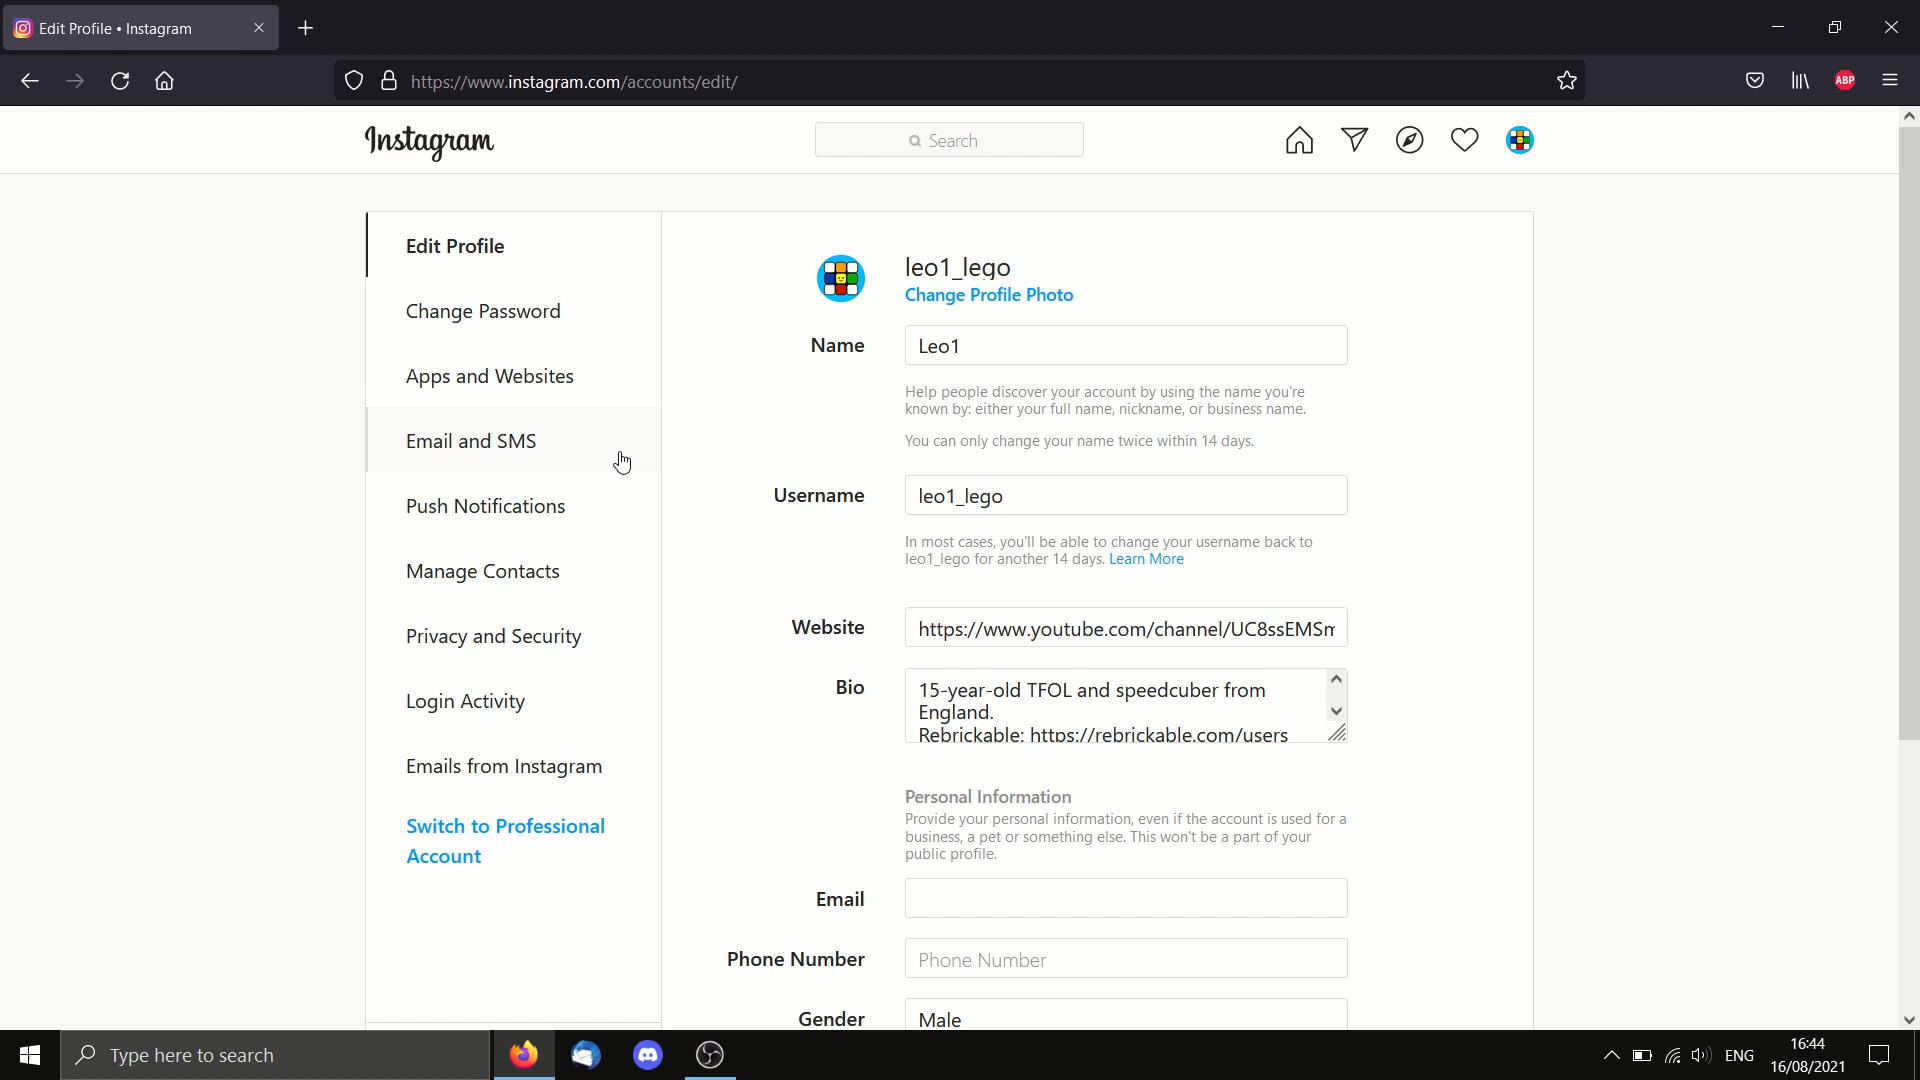 Edit Profile • Instagram
https://www.instagram.com/accounts/edit/
ABP
Instagram
Search
Edit Profile
Change Password
Apps and Websites
Email and SMS
Push Notifications
Manage Contacts
Privacy and Security
Login Activity
Emails from Instagram
Switch to Professional
Account
leo1_lego
Change Profile Photo
Name
Leo1
Help people discover your account by using the name you're
known by: either your full name, nickname, or business name.
You can only change your name twice within 14 days.
Username
leo1_lego
In most cases, you'll be able to change your username back to
leo1_lego for another 14 days. Learn More
Website
https://www.youtube.com/channel/UC8ssEMSm
Bio
15-year-old TFOL and speedcuber from
England.
Rebrickable: https://rebrickable.com/users
Personal Information
Provide your personal information, even if the account is used for a
business, a pet or something else. This won't be a part of your
public profile.
Email
Phone Number
Phone Number
Gender
Male
Type here to search
ENG
16:44
16/08/2021